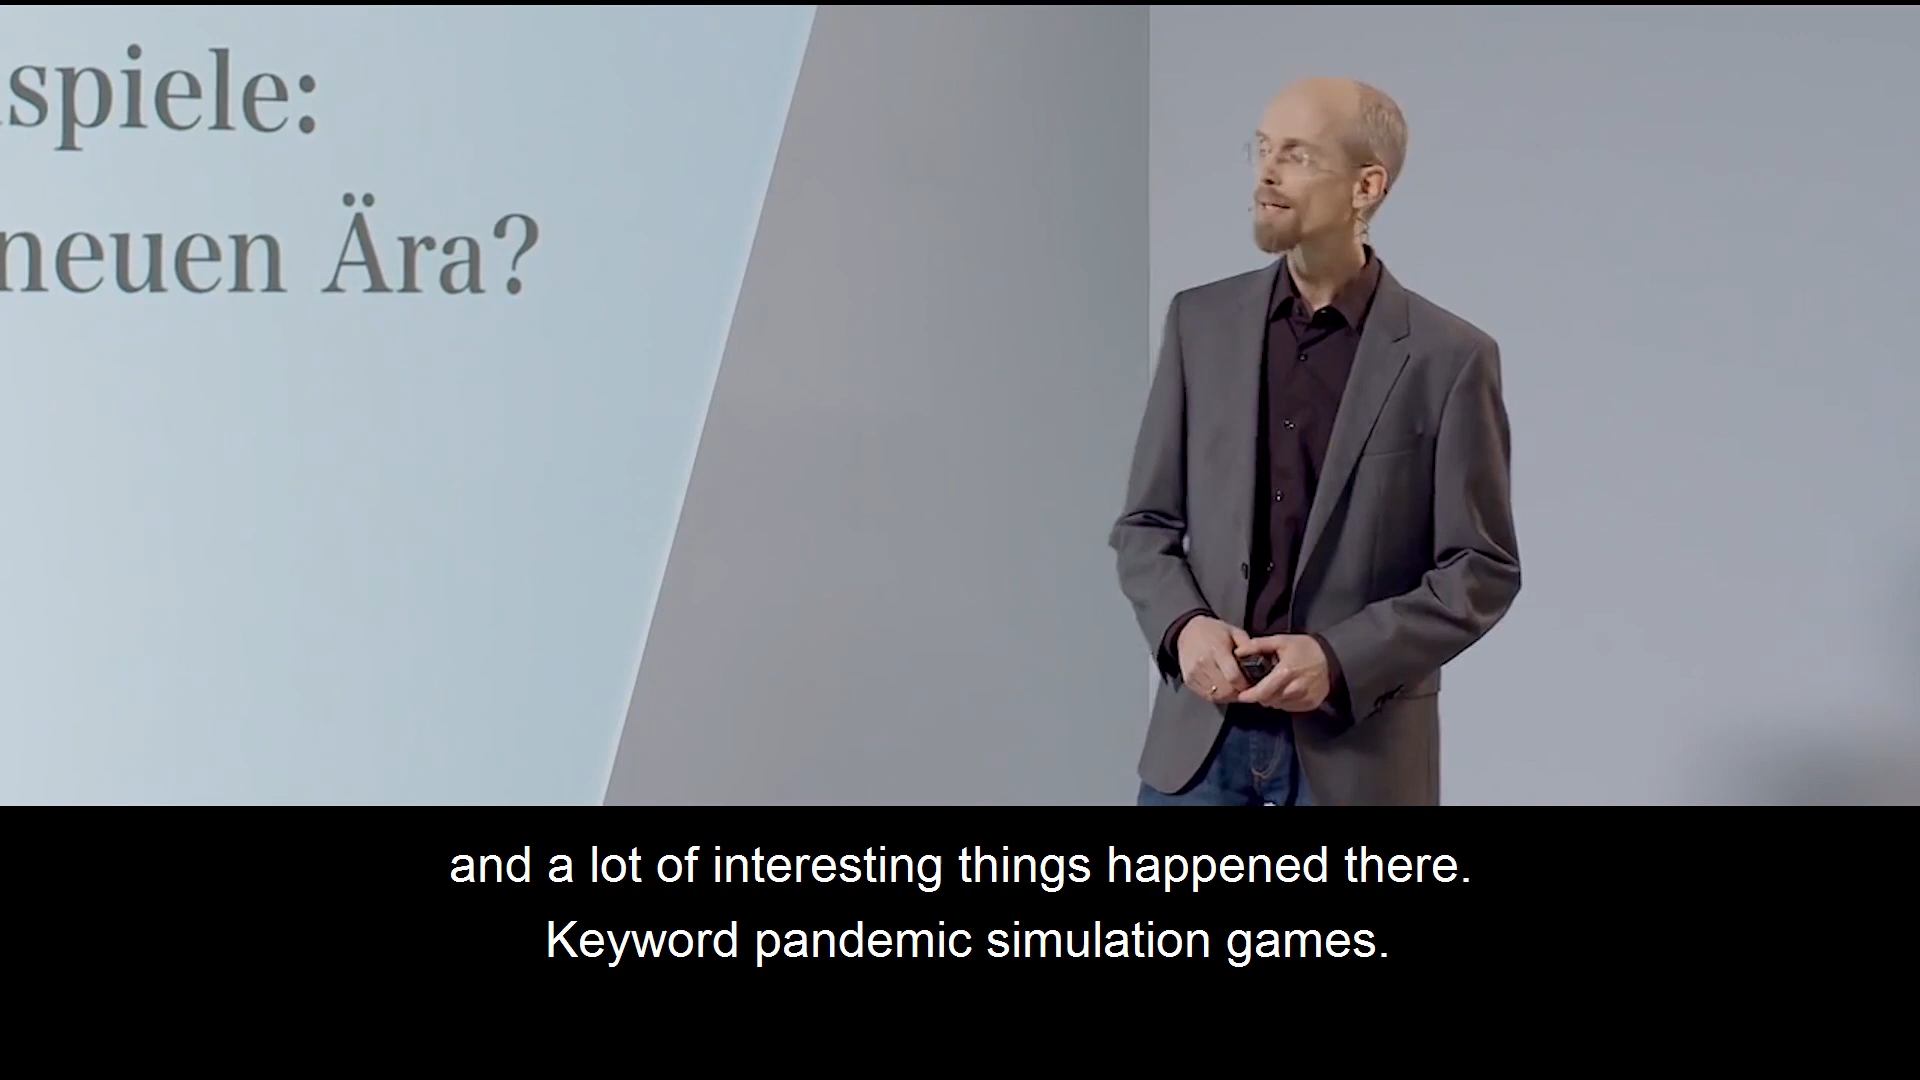 spiele:
neuen Ära?
and a lot of interesting things happened there.
Keyword pandemic simulation games.